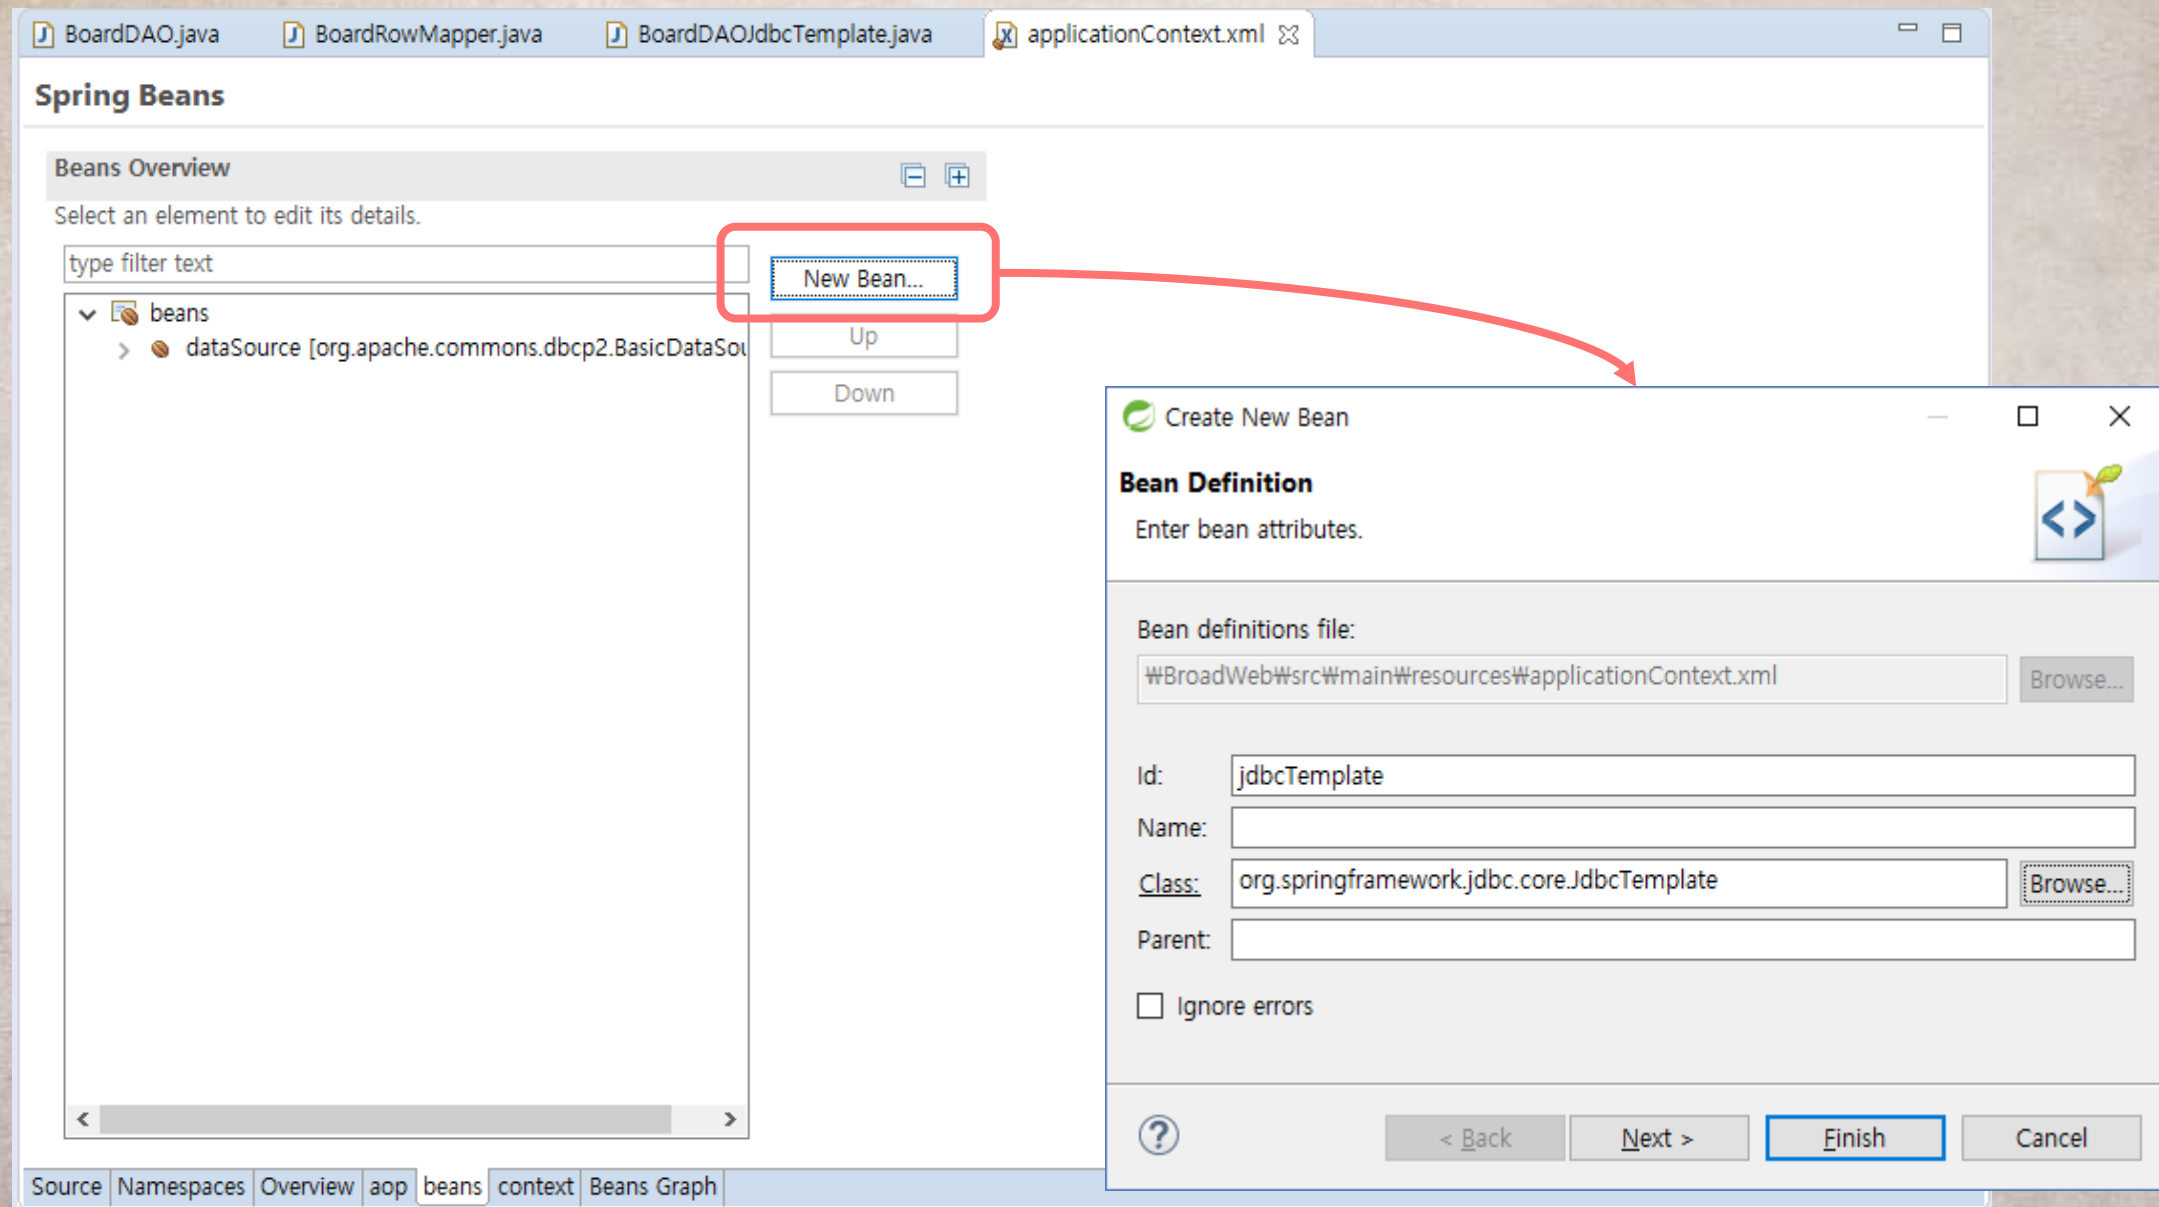 BoardDAO.java BoardRowMapper.java BoardDAOJdbcTemplate.java applicationContext.xml
Spring Beans
Beans Overview
Select an element to edit its details.
type filter text
New Bean...
beans
dataSource [org.apache.commons.dbcp2.BasicDataSou
Up
Down
Create New Bean
Bean Definition
Enter bean attributes.
Bean definitions file:
₩BroadWeb₩src₩main₩resources₩applicationContext.xml Browse...
Id: jdbcTemplate
Name:
Class: org.springframework.jdbc.core.JdbcTemplate Browse...
Parent:
Ignore errors
< Back Next > Finish Cancel
Source Namespaces Overview aop beans context Beans Graph